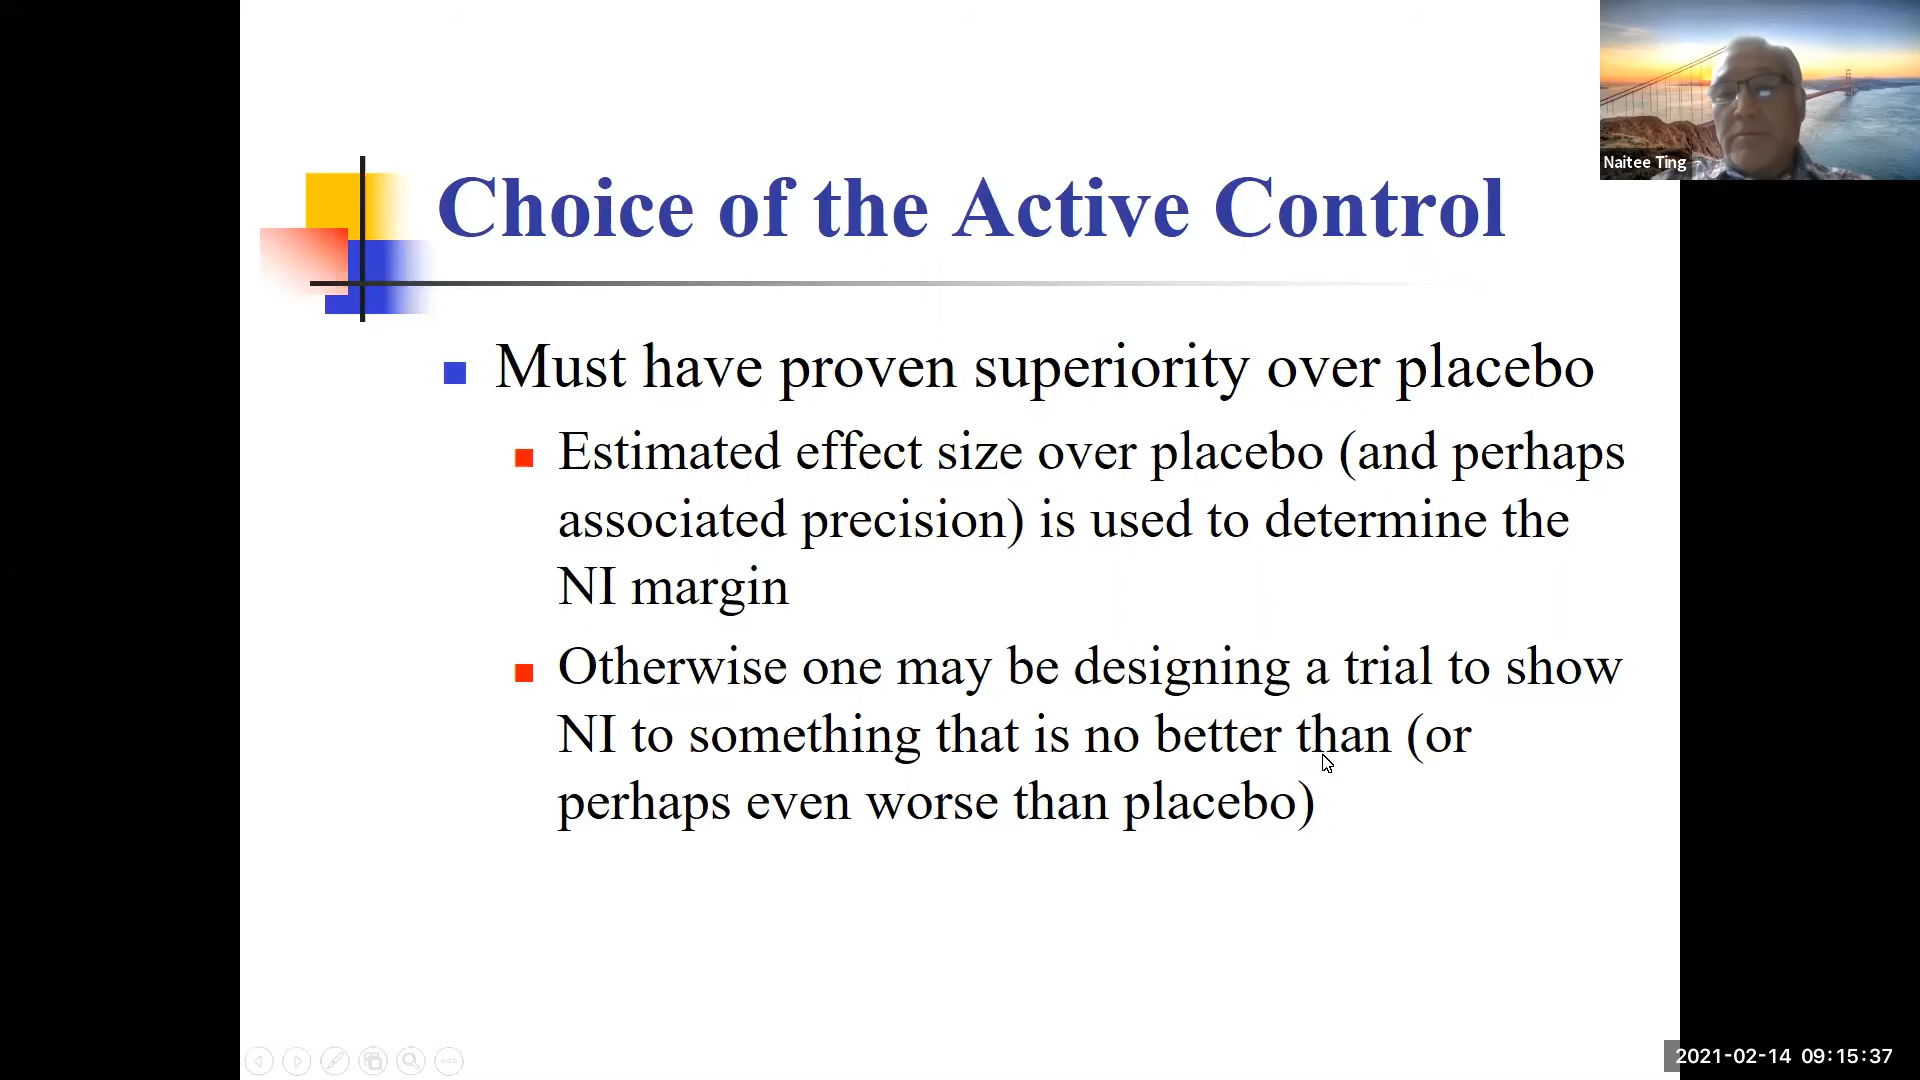 Naitee Ting
Choice of the Active Control
Must have proven superiority over placebo
Estimated effect size over placebo (and perhaps
associated precision) is used to determine the
NI margin
Otherwise one may be designing a trial to show
NI to something that is no better than (or
perhaps even worse than placebo)
2021-02-14 09:15:37